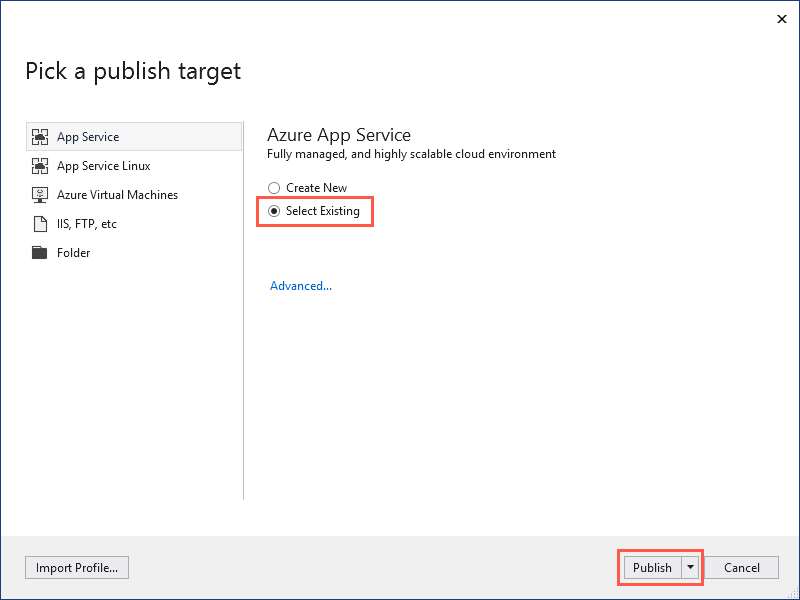 Pick a publish target
App Service
App Service Linux
Azure Virtual Machines
IIS, FTP, etc
Folder
Azure App Service
Fully managed, and highly scalable cloud environment
Create New
Select Existing
Advanced...
Import Profile...
Publish
Cancel